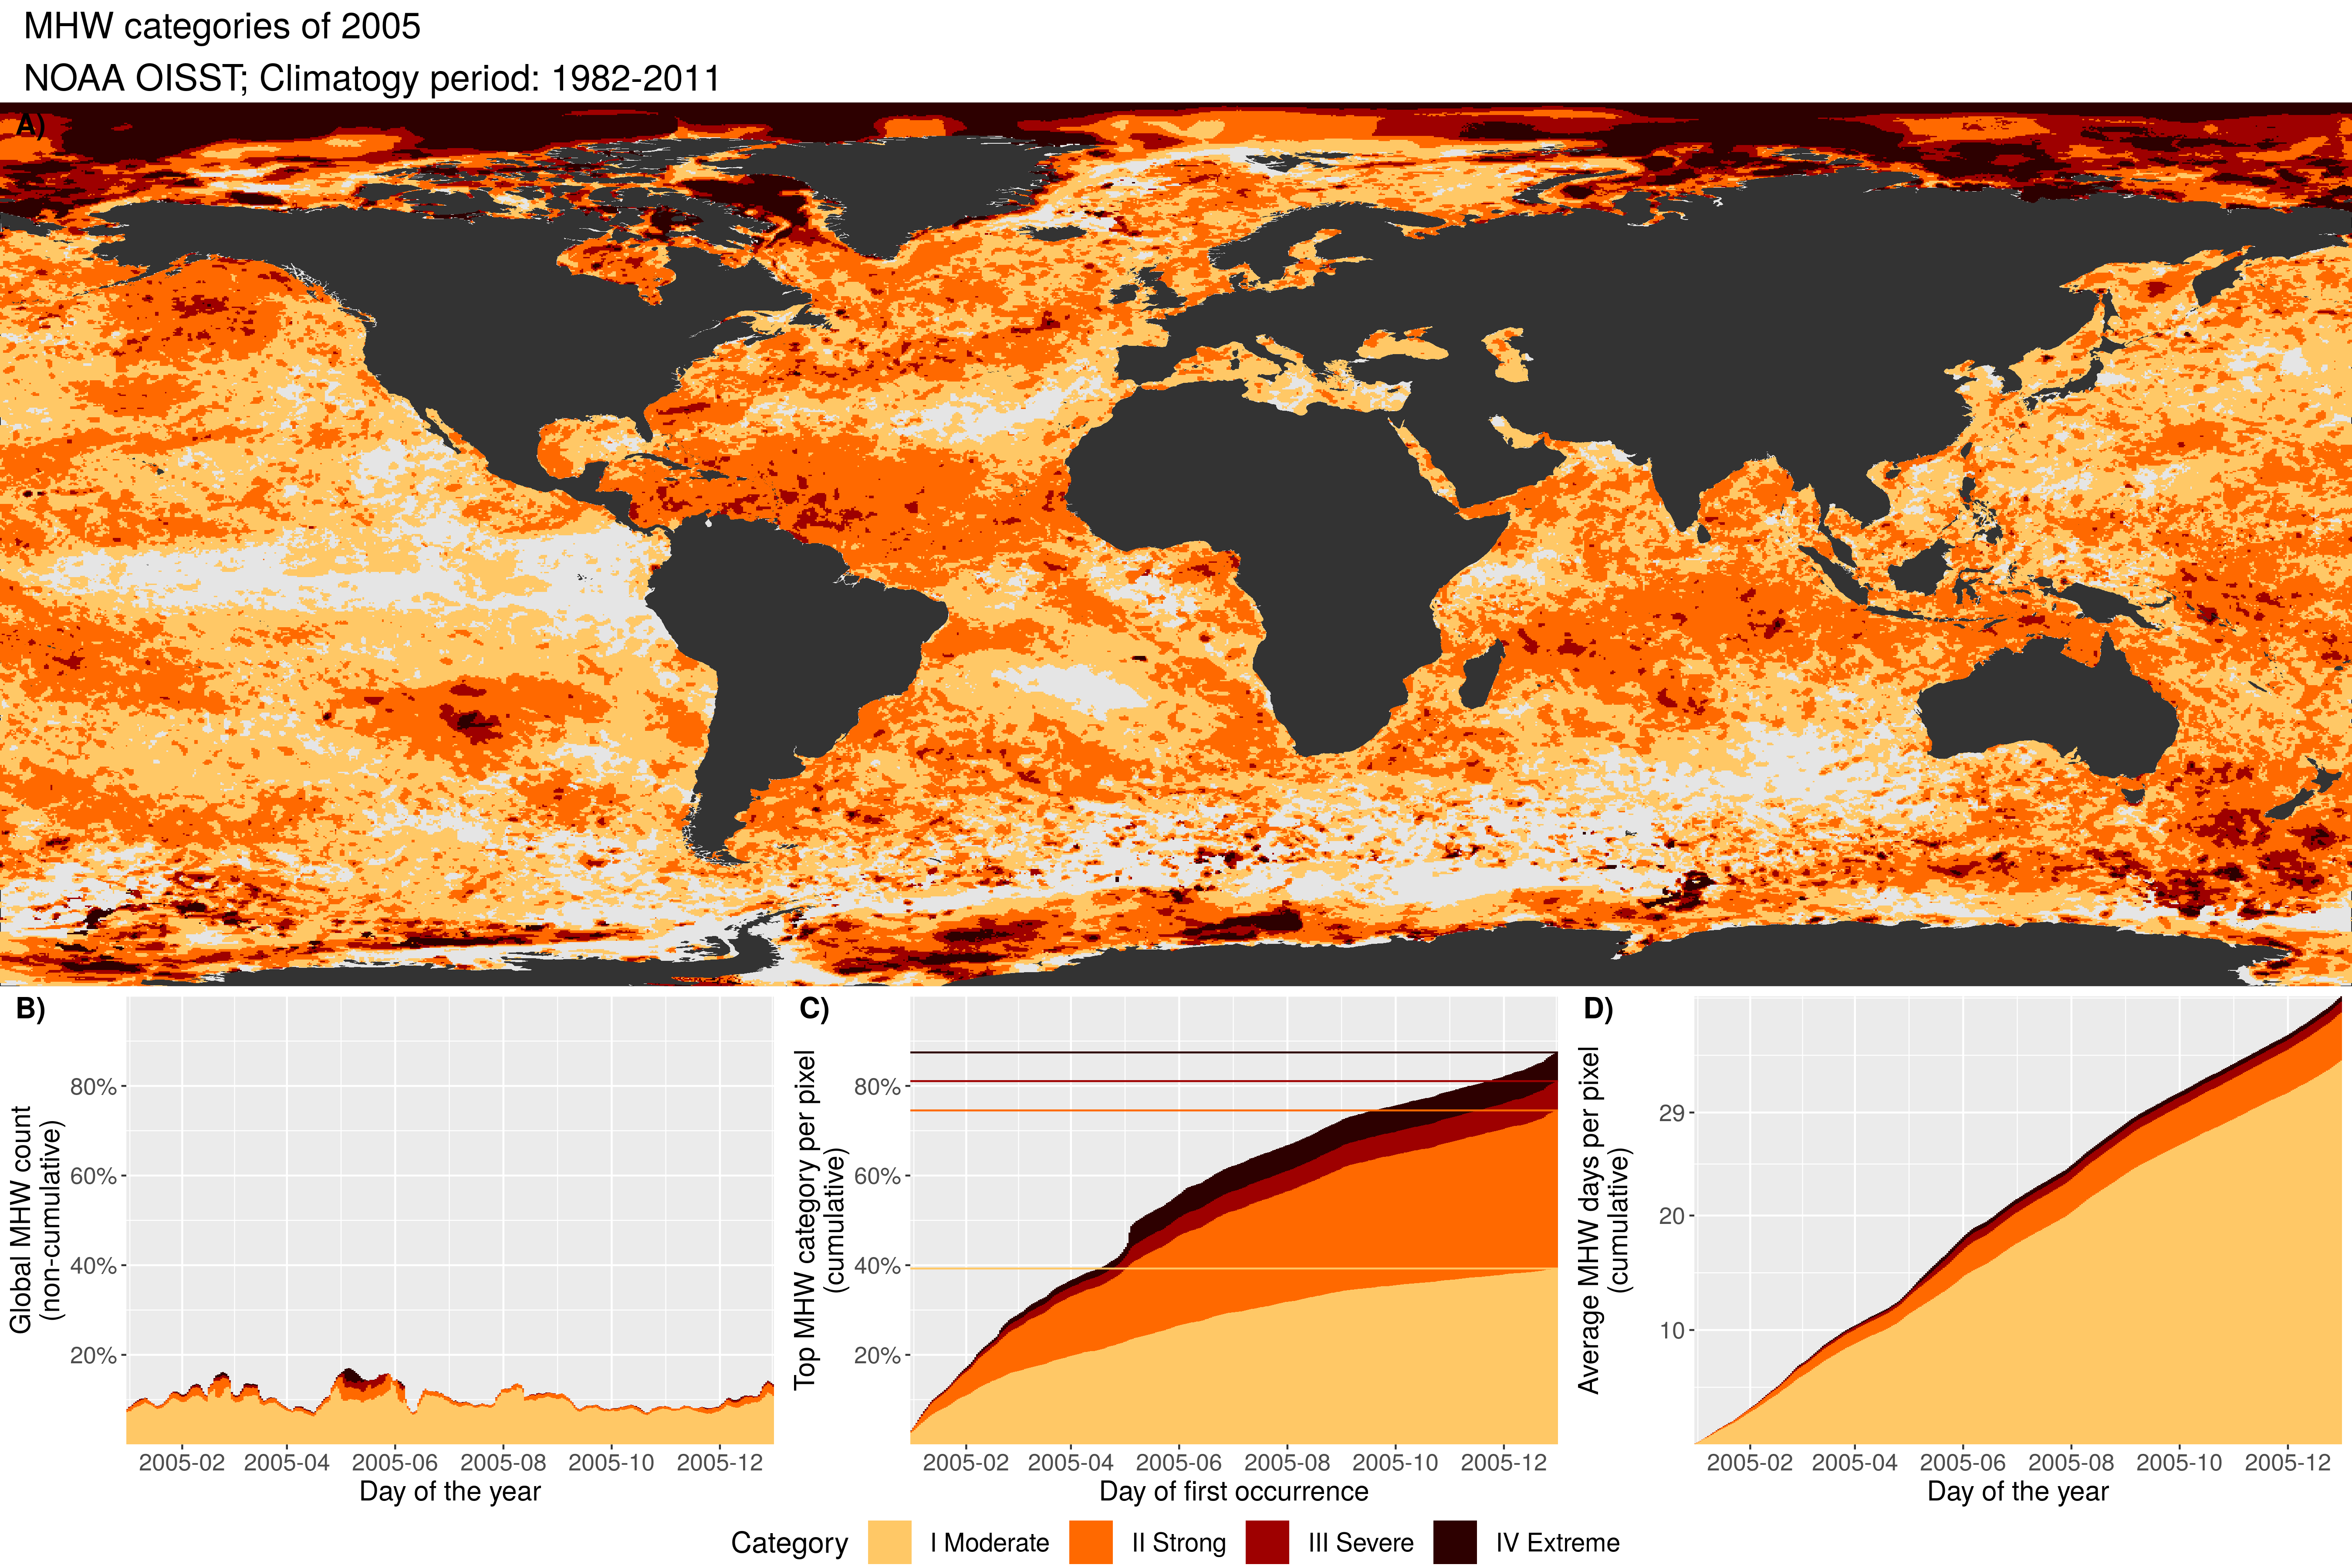 MHW categories of 2005
NOAA OISST; Climatogy period: 1982-2011
A)
B)
Global MHW count
(non-cumulative)
80%
60%
40%
20%
2005-02 2005-04 2005-06 2005-08 2005-10 2005-12
Day of the year
C)
Top MHW category per pixel
(cumulative)
80%
60%
40%
20%
2005-02 2005-04 2005-06 2005-08 2005-10 2005-12
Day of first occurrence
D)
Average MHW days per pixel
(cumulative)
29
20
10
2005-02 2005-04 2005-06 2005-08 2005-10 2005-12
Day of the year
Category I Moderate II Strong III Severe IV Extreme